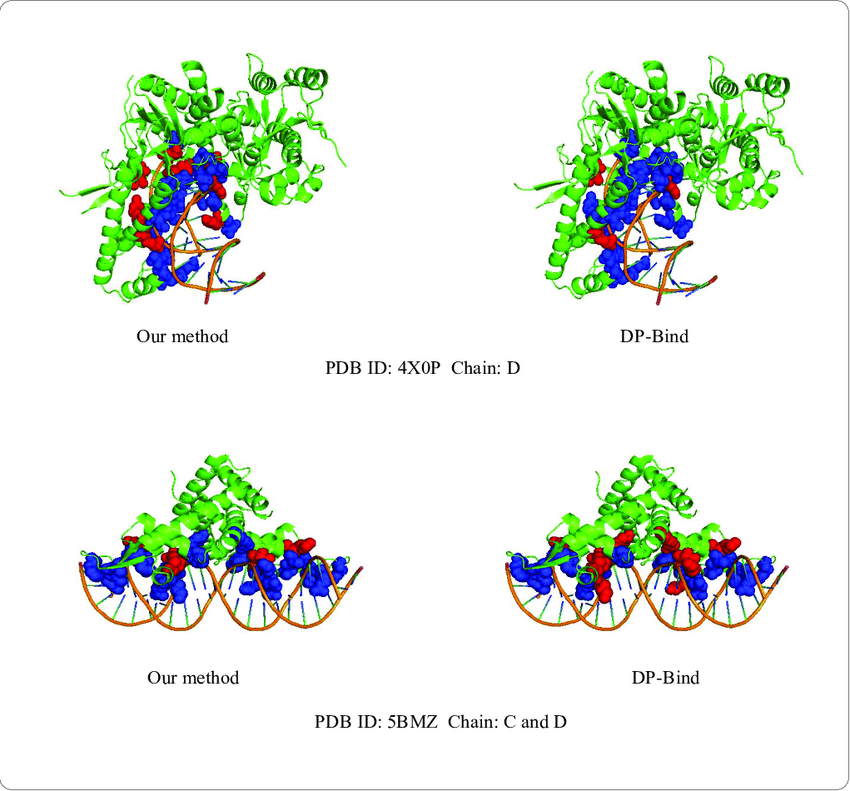 Our method
DP-Bind
PDB ID: 4X0P Chain: D
Our method
DP-Bind
PDB ID: 5BMZ Chain: C and D